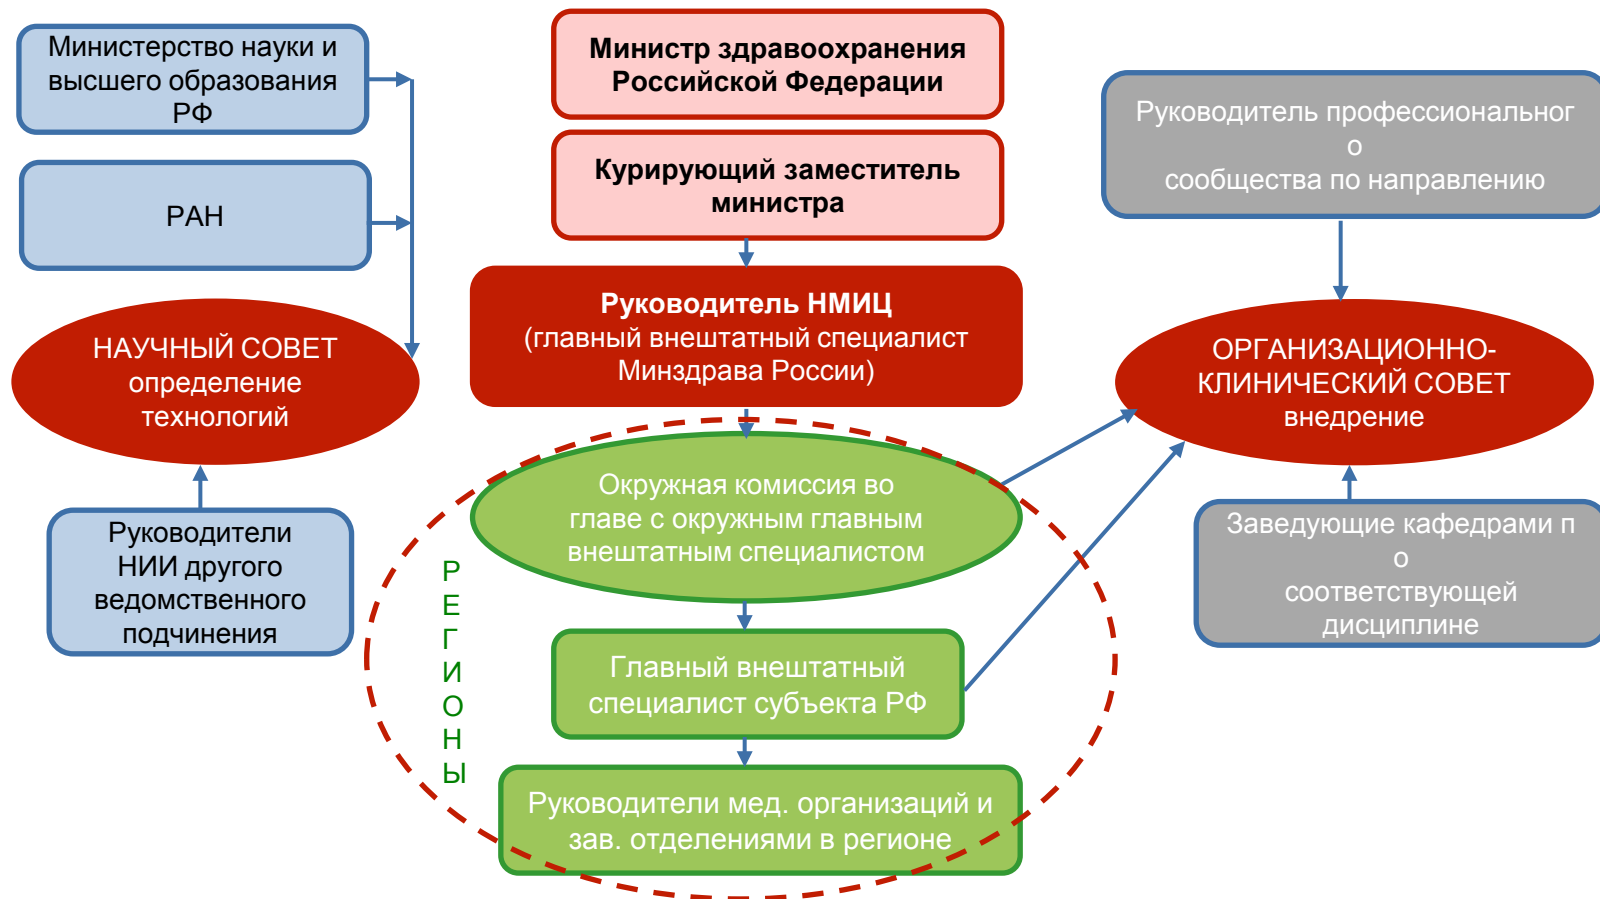 Министерство науки и
высшего образования
РФ
РАН
НАУЧНЫЙ СОВЕТ
определение
технологий
Руководители
НИИ другого
ведомственного
подчинения
Министр здравоохранения
Российской Федерации
Курирующий заместитель
министра
Руководитель НМИЦ
(главный внештатный специалист
Минздрава России)
Окружная комиссия во
главе с окружным главным
внештатным специалистом
Р
Е
Г
И
О
Н
Ы
Главный внештатный
специалист субъекта РФ
Руководители мед. организаций и
зав. отделениями в регионе
Руководитель профессиональног
о
сообщества по направлению
ОРГАНИЗАЦИОННО-
КЛИНИЧЕСКИЙ СОВЕТ
внедрение
Заведующие кафедрами п
о
соответствующей
дисциплине